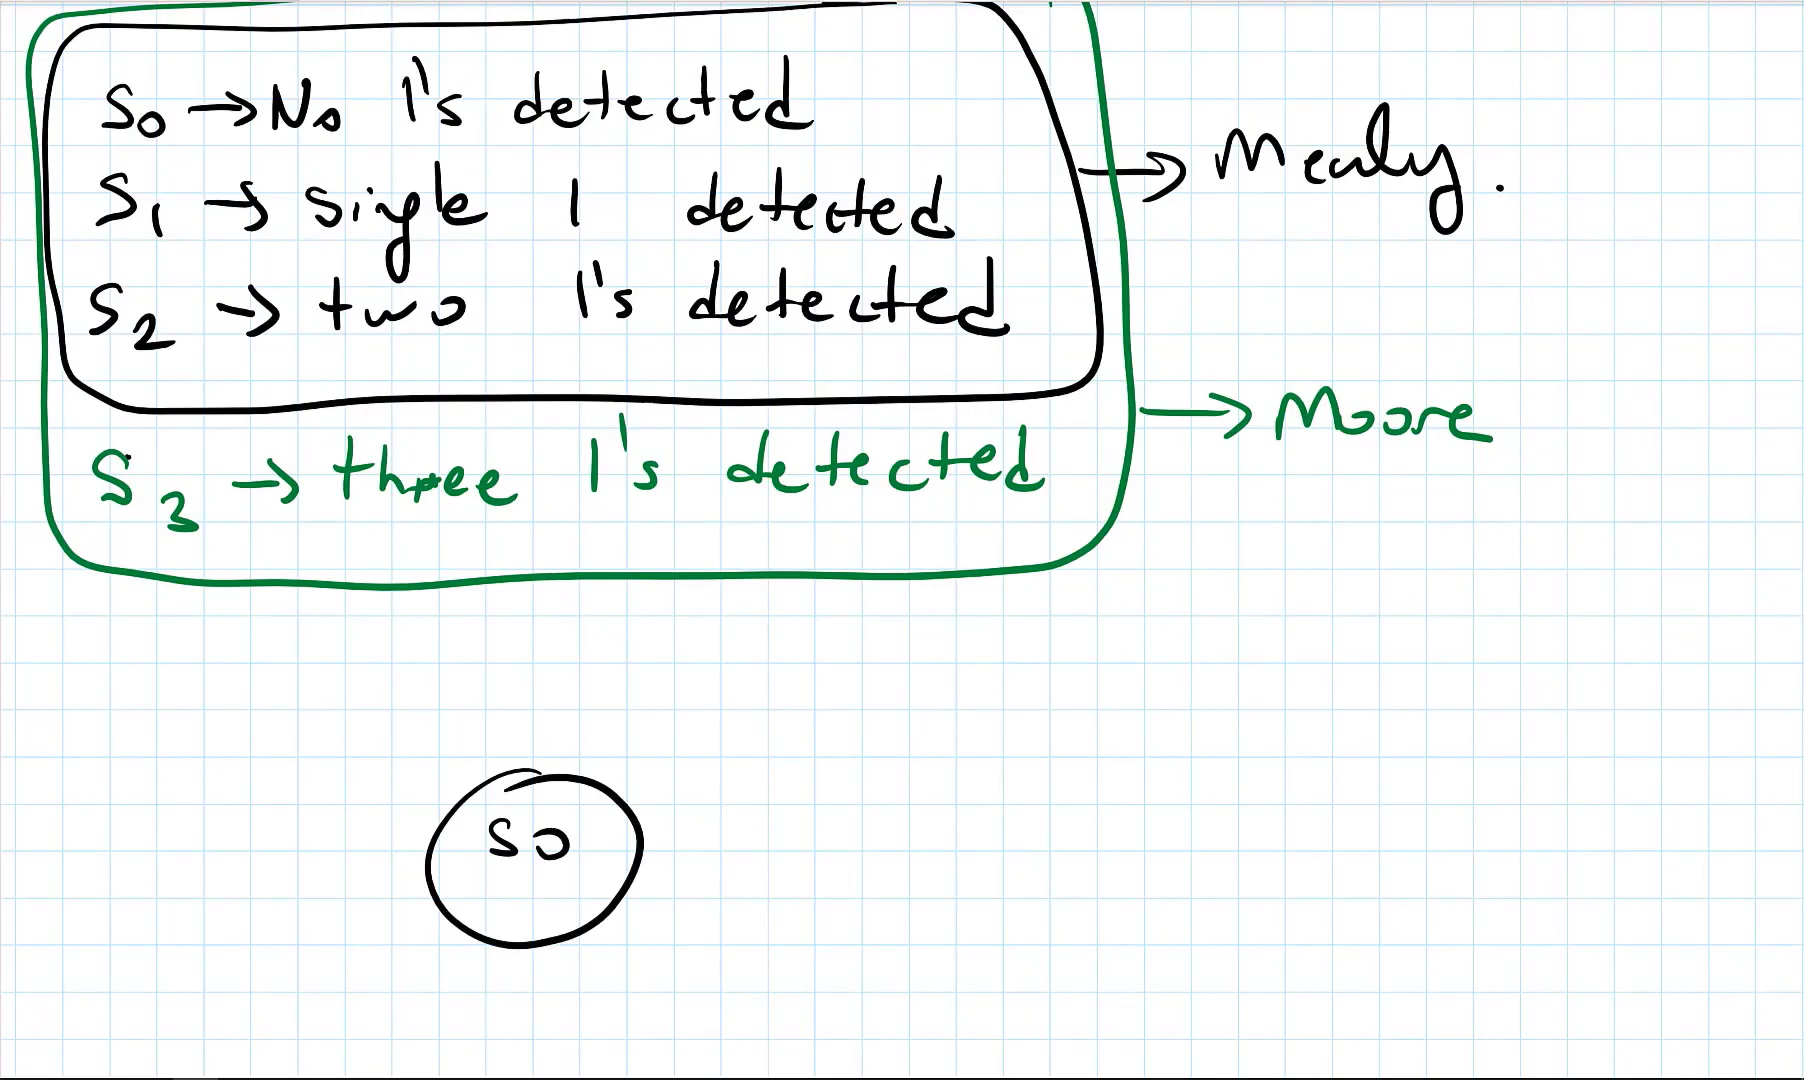 S0 → No 1's detected
S1 → single 1 detected
S2 → two 1's detected
→ Mealy.
S3 → three 1's detected
→ Moore
S0